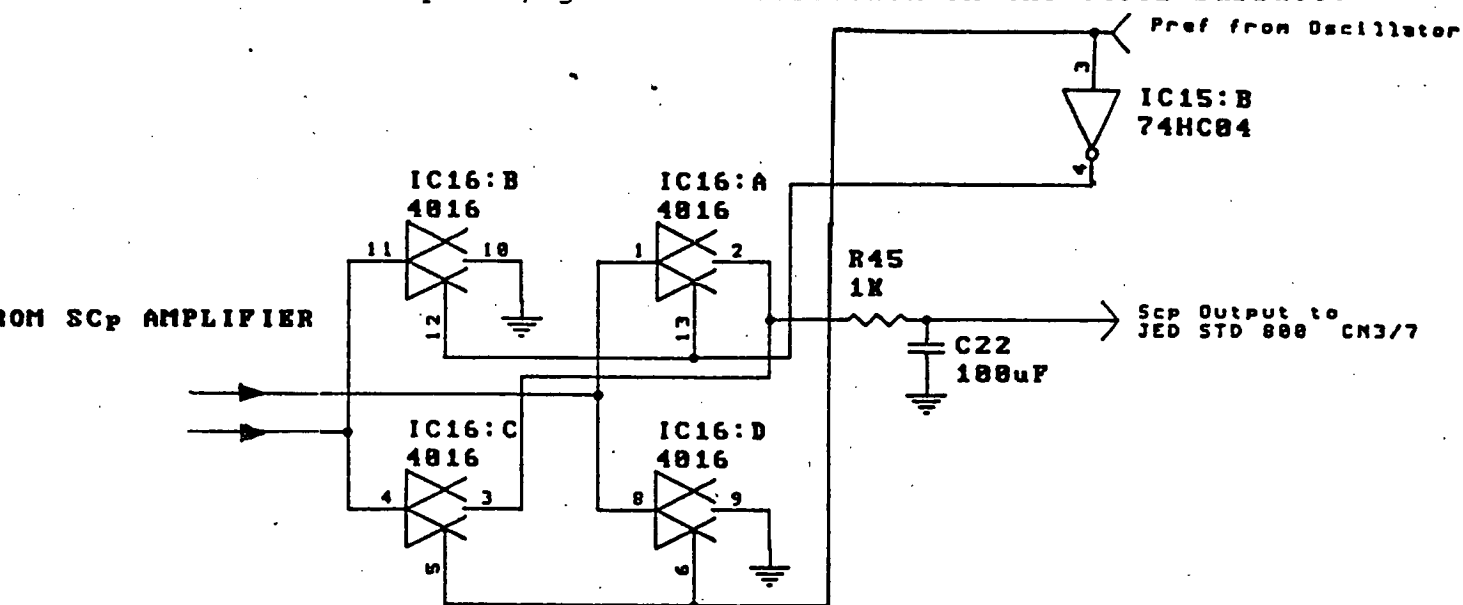 Pref from Oscillator
3
IC15:B
74HC04
4
IC16:B
4016
IC16:A
4016
11
10
1
2
R45
1K
12
13
ROM SCp AMPLIFIER
Scp Output to
JED STD 800 CN3/7
C22
100uF
IC16:C
4016
IC16:D
4016
4
3
8
9
5
6